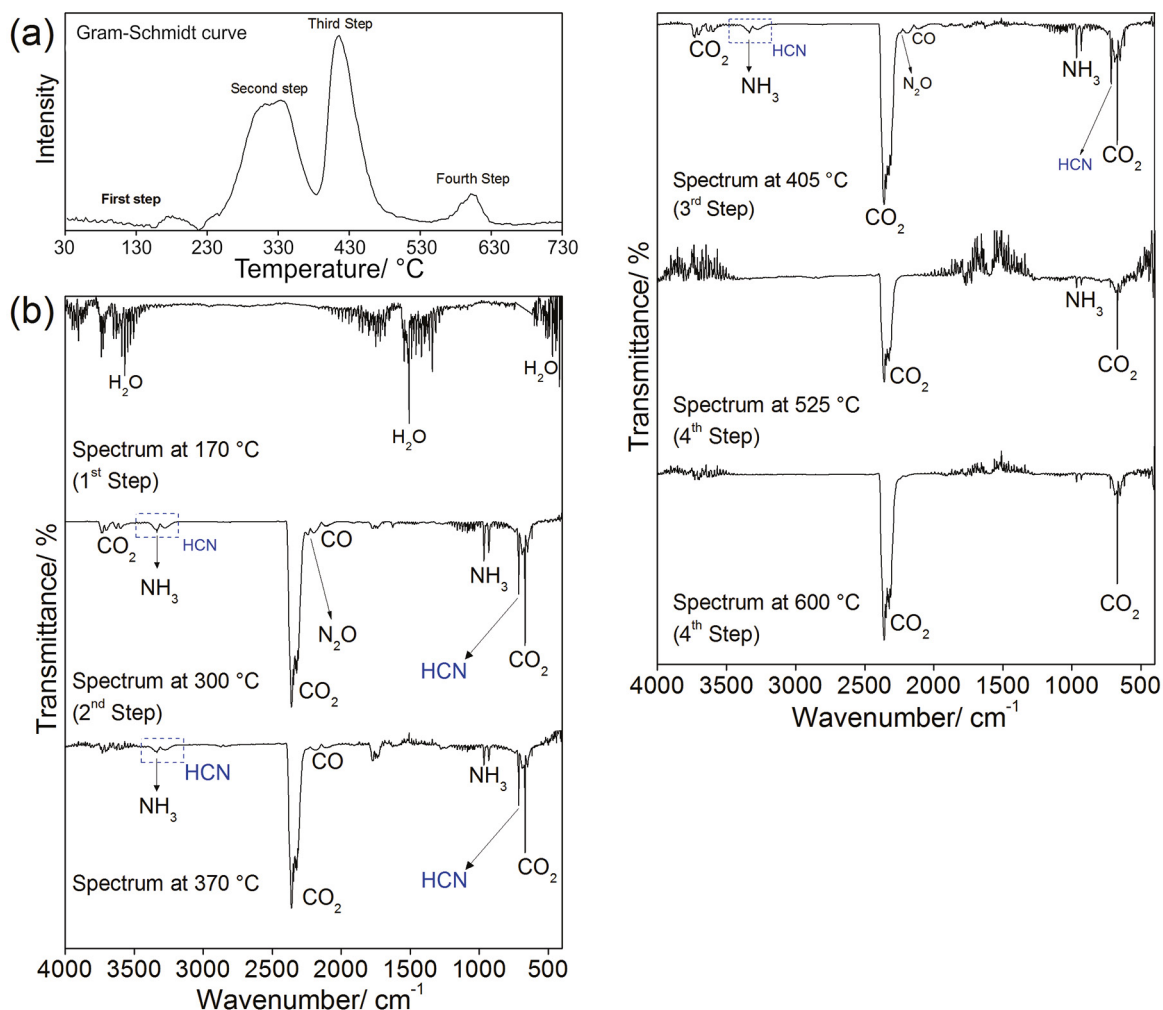 (a)
Gram-Schmidt curve
Third Step
Second step
First step
Fourth Step
Intensity
30 130 230 330 430 530 630 730
Temperature/ °C
(b)
H2O
H2O
H2O
Spectrum at 170 °C
(1st Step)
CO2
HCN
NH3
CO
N2O
NH3
HCN
CO2
CO2
Spectrum at 300 °C
(2nd Step)
HCN
NH3
CO
NH3
HCN
CO2
CO2
Spectrum at 370 °C
Transmittance/ %
4000 3500 3000 2500 2000 1500 1000 500
Wavenumber/ cm-1
CO2
HCN
NH3
CO
N2O
NH3
HCN
CO2
CO2
Spectrum at 405 °C
(3rd Step)
NH3
CO2
CO2
Spectrum at 525 °C
(4th Step)
CO2
CO2
Spectrum at 600 °C
(4th Step)
Transmittance/ %
4000 3500 3000 2500 2000 1500 1000 500
Wavenumber/ cm-1